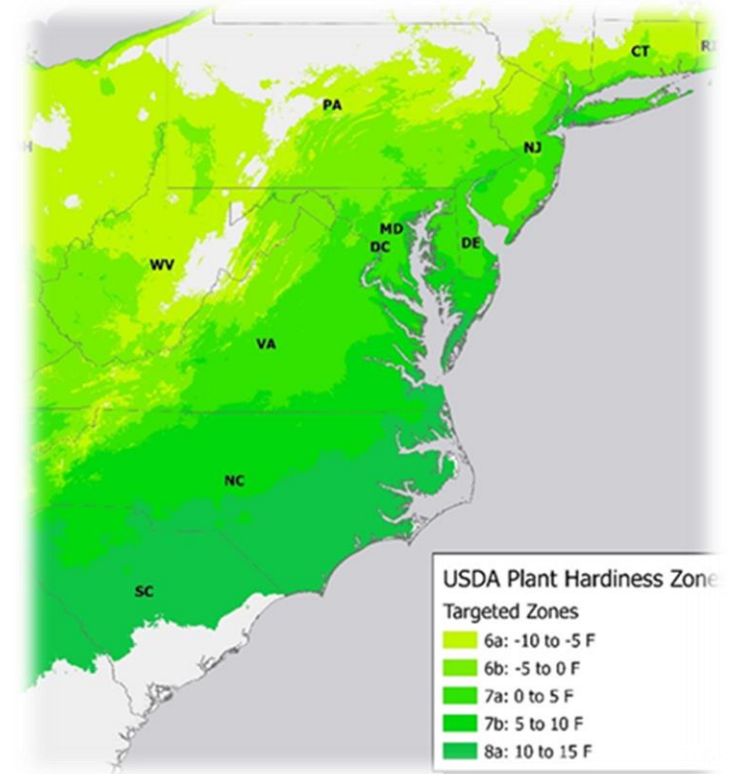 CT
RI
PA
H
NJ
MD
DC
DE
WV
VA
NC
SC
USDA Plant Hardiness Zone
Targeted Zones
6a: -10 to -5 F
6b: -5 to 0 F
7a: 0 to 5 F
7b: 5 to 10 F
8a: 10 to 15 F